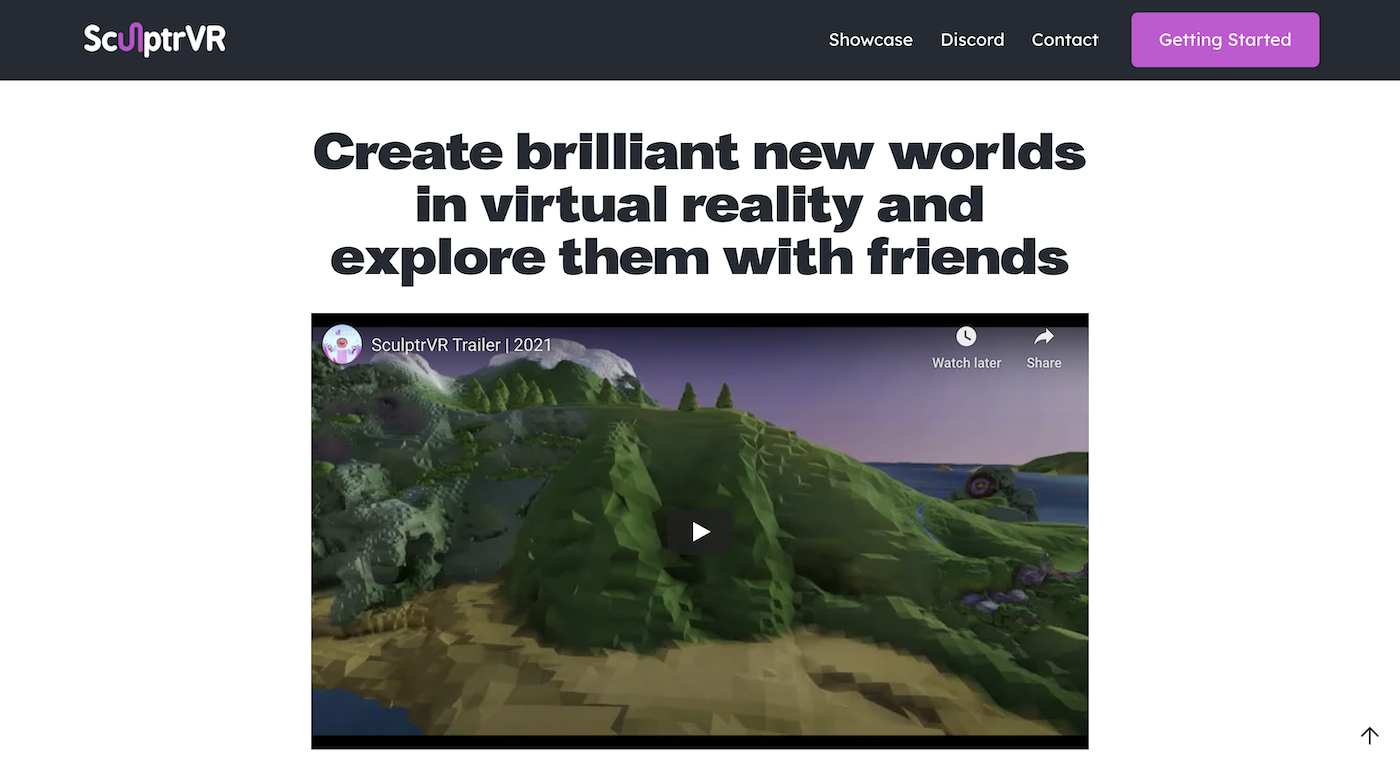 SculptrVR
Showcase
Discord
Contact
Getting Started
Create brilliant new worlds
in virtual reality and
explore them with friends
SculptrVR Trailer | 2021
Watch later
Share